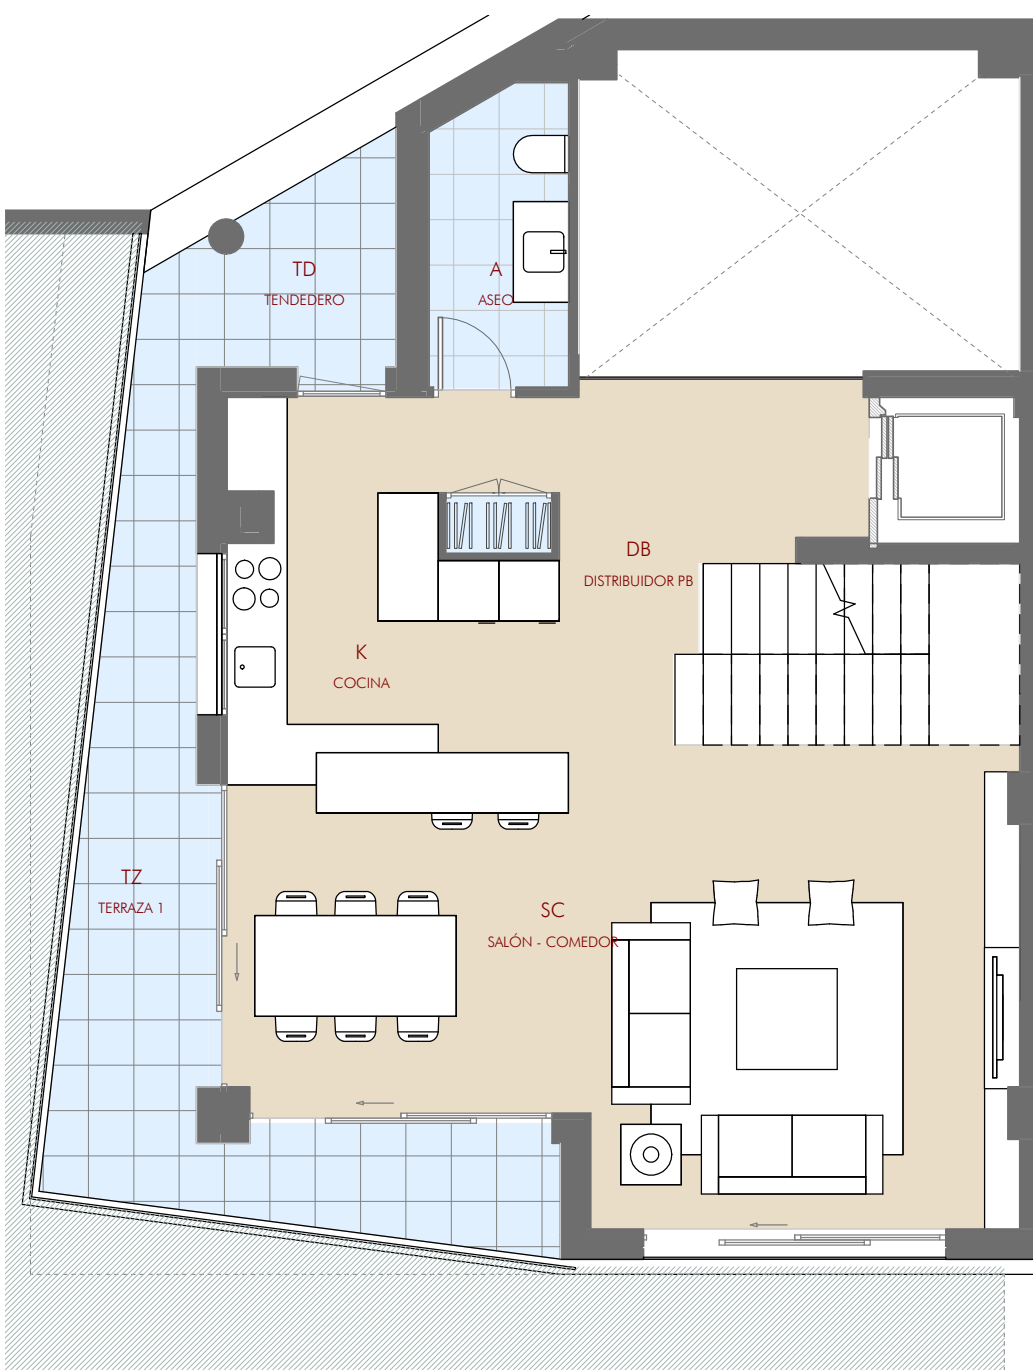 TD
TENDEDERO
A
ASEO
DB
DISTRIBUIDOR PB
K
COCINA
TZ
TERRAZA 1
SC
SALÓN - COMEDOR